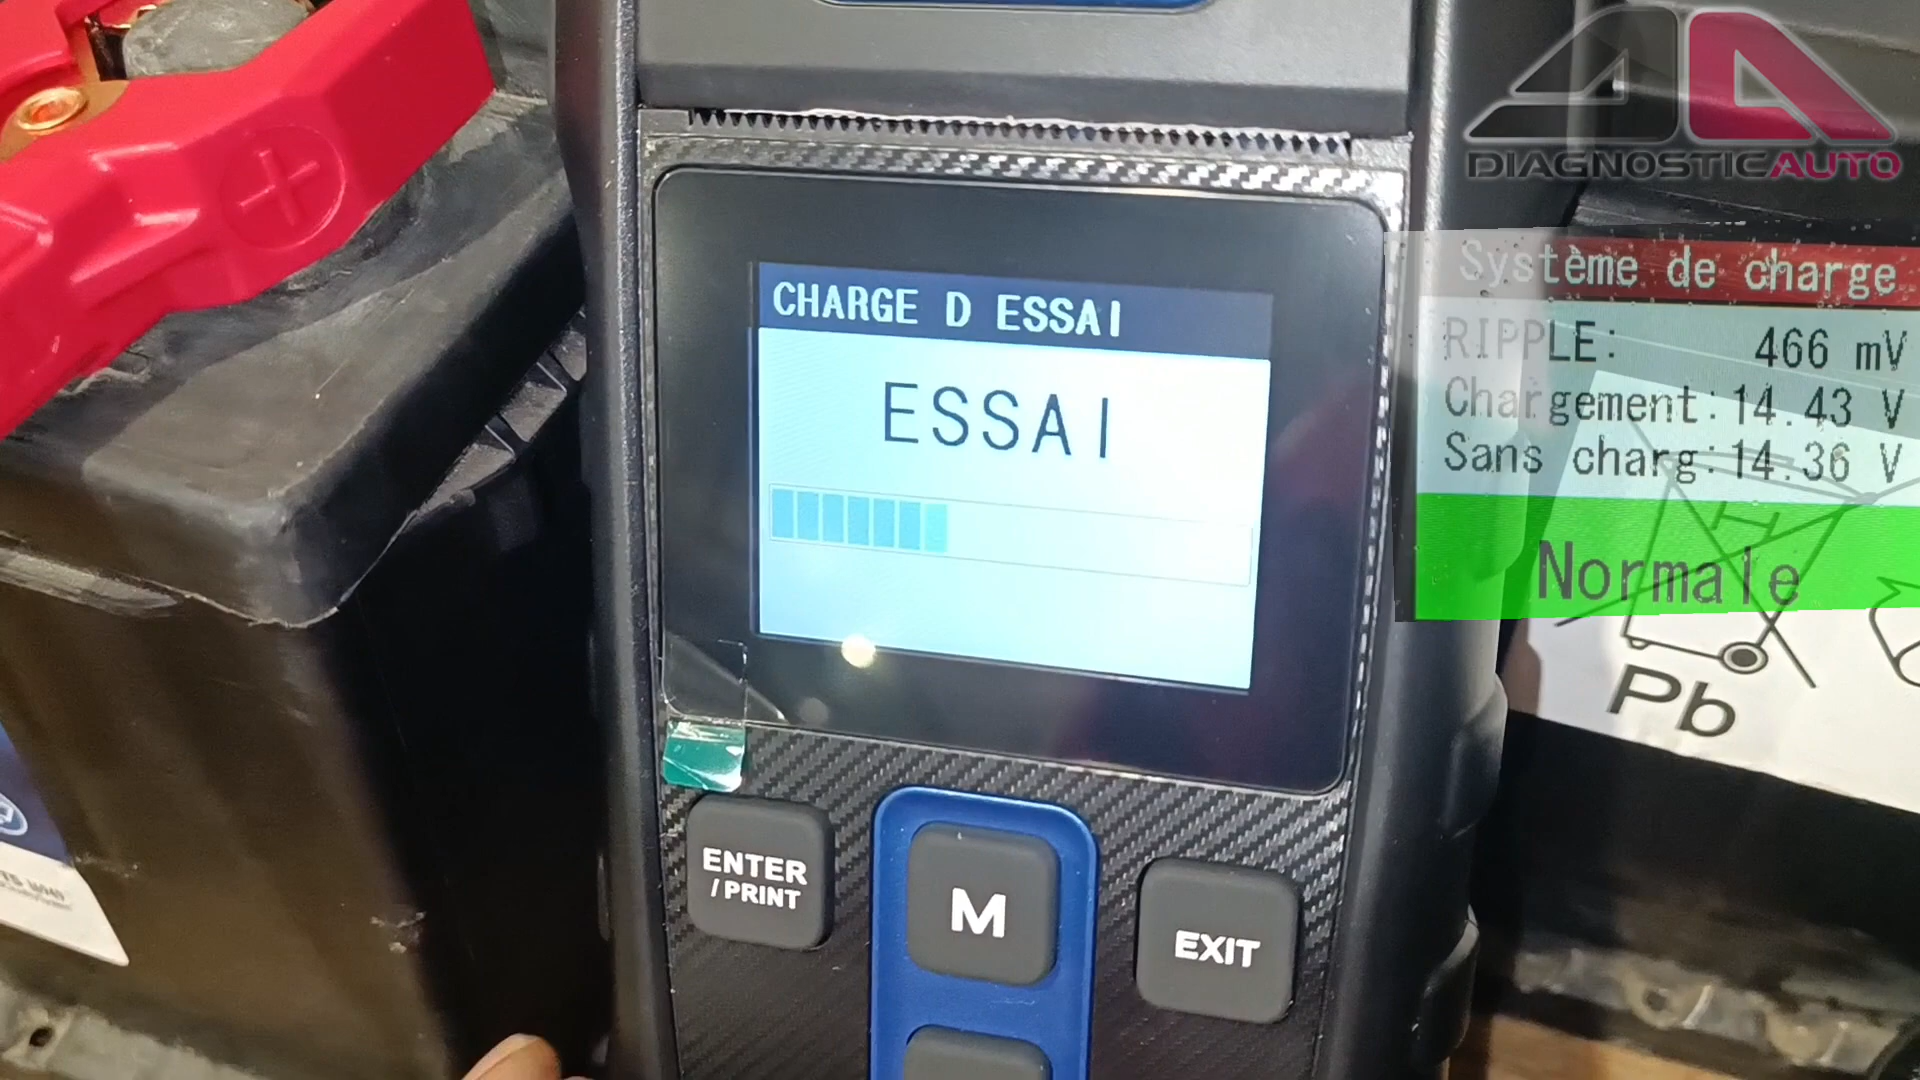 DIAGNOSTICAUTO
CHARGE D ESSAI
ESSAI
Système de charge
RIPPLE: 466 mV
Chargement:14.43 V
Sans charg:14.36 V
Normale
Pb
ENTER
/ PRINT
M
EXIT